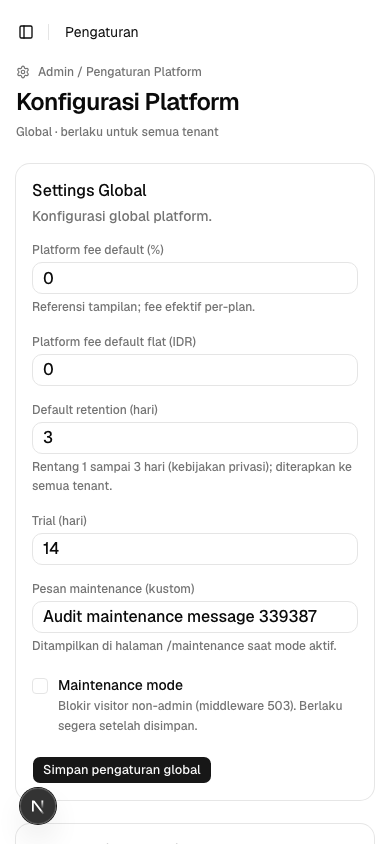 Pengaturan
Admin / Pengaturan Platform
Konfigurasi Platform
Global · berlaku untuk semua tenant
Settings Global
Konfigurasi global platform.
Platform fee default (%)
0
Referensi tampilan; fee efektif per-plan.
Platform fee default flat (IDR)
0
Default retention (hari)
3
Rentang 1 sampai 3 hari (kebijakan privasi); diterapkan ke
semua tenant.
Trial (hari)
14
Pesan maintenance (kustom)
Audit maintenance message 339387
Ditampilkan di halaman /maintenance saat mode aktif.
Maintenance mode
Blokir visitor non-admin (middleware 503). Berlaku
segera setelah disimpan.
Simpan pengaturan global
N